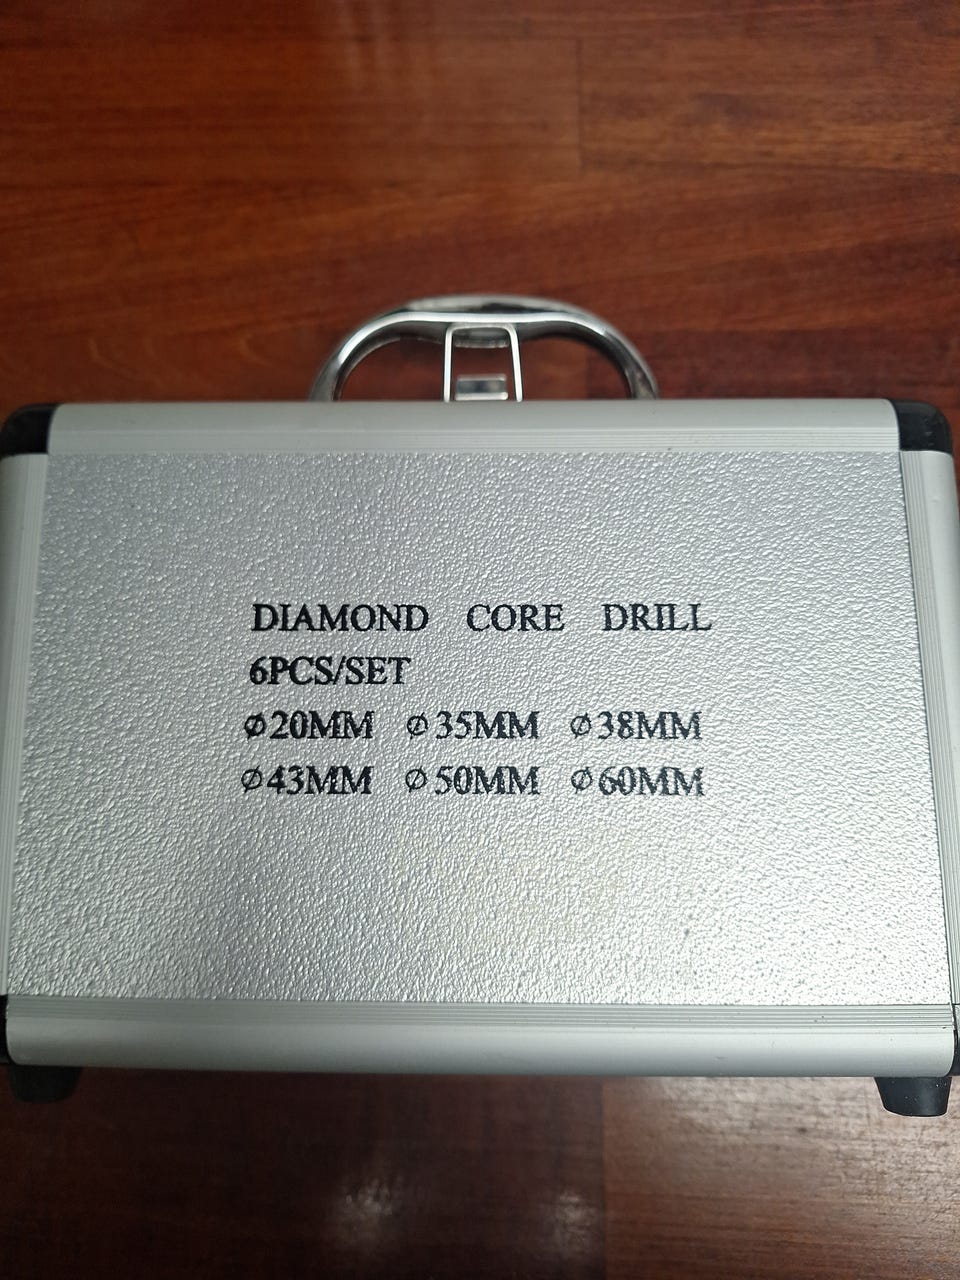 DIAMOND CORE DRILL
6PCS/SET
⌀20MM ⌀35MM ⌀38MM
⌀43MM ⌀50MM ⌀60MM